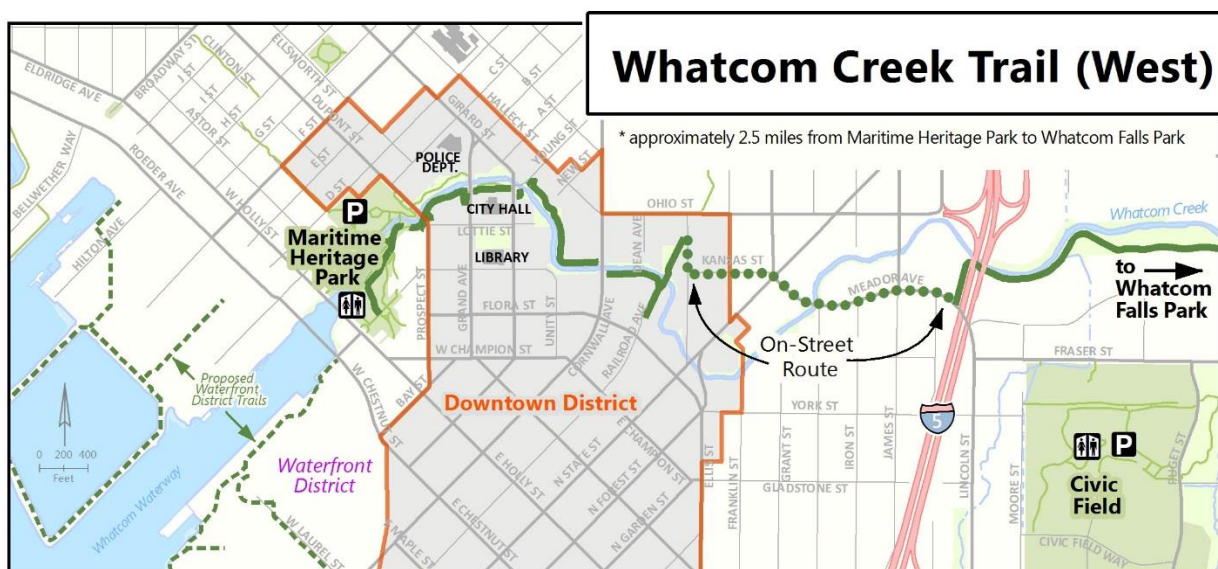 Whatcom Creek Trail (West)
* approximately 2.5 miles from Maritime Heritage Park to Whatcom Falls Park
BROADWAY ST
CLINTON ST
ELLSWORTH ST
ELDRIDGE AVE
J ST
I ST
H ST
G ST
F ST
E ST
D ST
ASTOR ST
DUPONT ST
GIRARD ST
HALLECK ST
C ST
B ST
A ST
YOUNG ST
NEW ST
BELLWETHER WAY
ROEDER AVE
W HOLLY ST
HILTON AVE
POLICE
DEPT.
CITY HALL
LOTTIE ST
LIBRARY
P
Maritime
Heritage
Park
PROSPECT ST
GRAND AVE
FLORA ST
UNITY ST
W CHAMPION ST
CORNWALL AVE
RAILROAD AVE
DEAN AVE
OHIO ST
KANSAS ST
MEADOR AVE
Whatcom Creek
to
Whatcom
Falls Park
On-Street
Route
FRASER ST
Proposed
Waterfront
District Trails
W CHESTNUT ST
BAY ST
Downtown District
YORK ST
5
0 200 400
Feet
Whatcom Waterway
Waterfront
District
W LAUREL ST
E MAPLE ST
E CHESTNUT ST
E HOLLY ST
N STATE ST
N FOREST ST
N GARDEN ST
E CHAMPION ST
ELLIS ST
FRANKLIN ST
GRANT ST
IRON ST
JAMES ST
GLADSTONE ST
LINCOLN ST
MOORE ST
P
Civic
Field
PUGET ST
CIVIC FIELD WAY